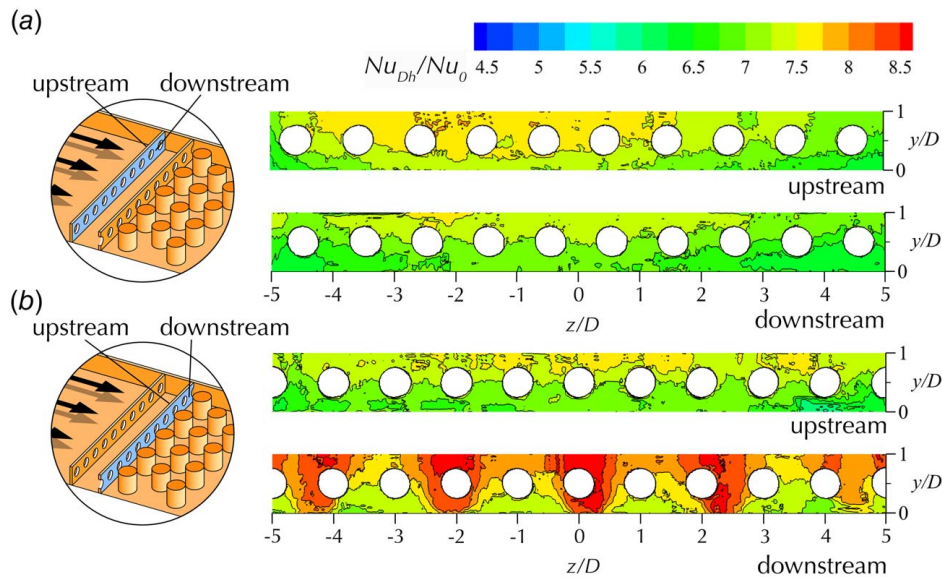 (a)
upstream downstream
Nu_Dh/Nu_0
4.5 5 5.5 6 6.5 7 7.5 8 8.5
1
y/D
0
upstream
1
y/D
0
-5 -4 -3 -2 -1 0 1 2 3 4 5
z/D downstream
(b)
upstream downstream
1
y/D
0
upstream
1
y/D
0
-5 -4 -3 -2 -1 0 1 2 3 4 5
z/D downstream